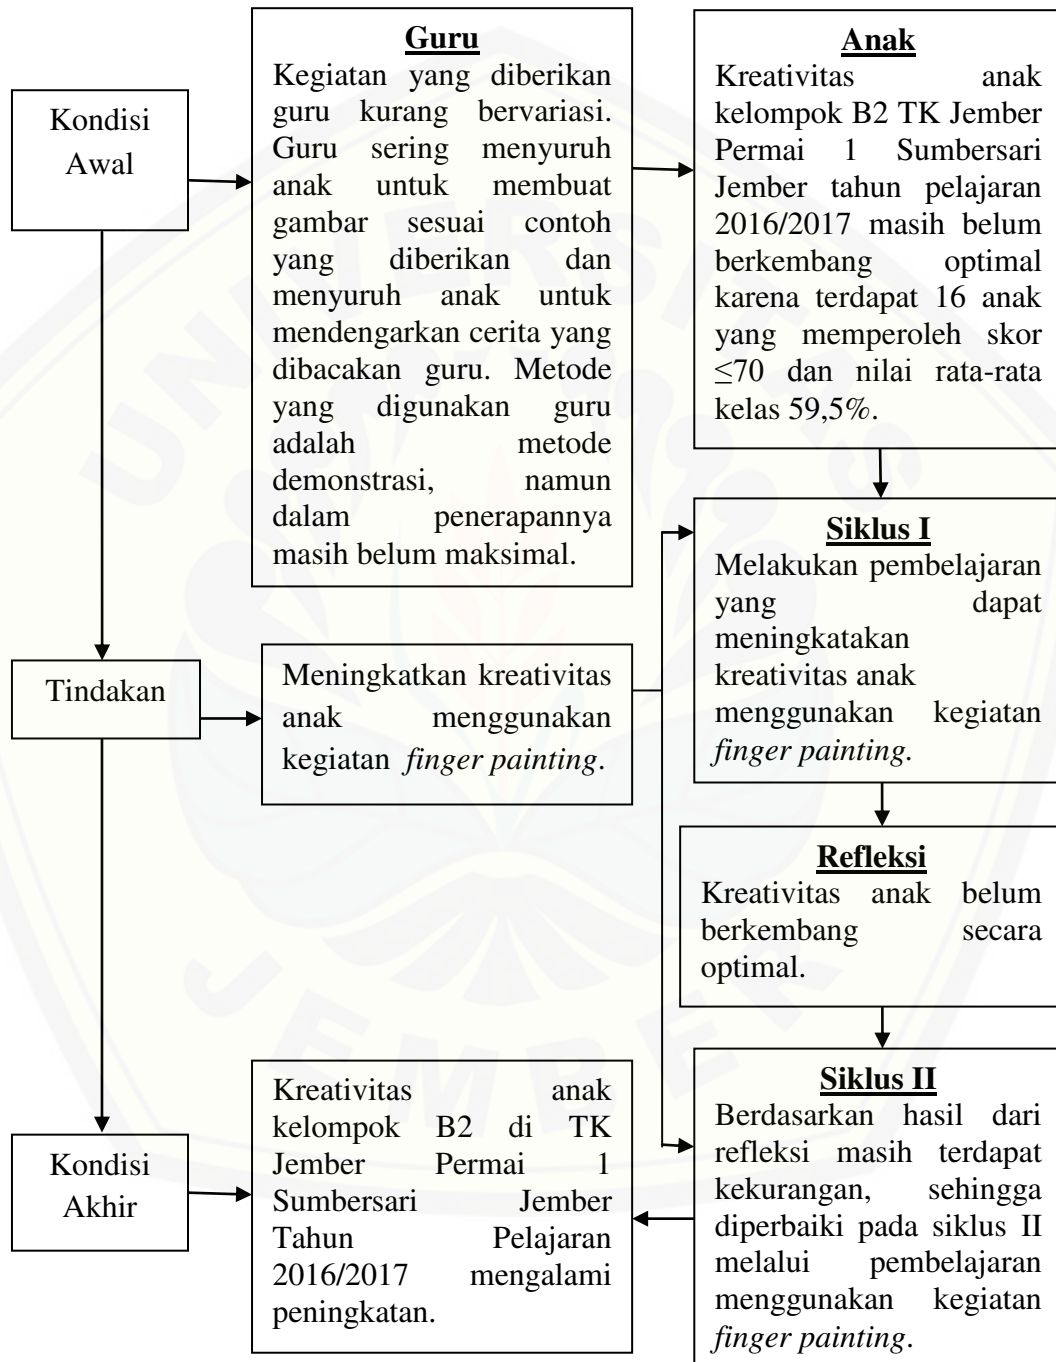 Kondisi
Awal
Guru
Kegiatan yang diberikan
guru kurang bervariasi.
Guru sering menyuruh
anak untuk membuat
gambar sesuai contoh
yang diberikan dan
menyuruh anak untuk
mendengarkan cerita yang
dibacakan guru. Metode
yang digunakan guru
adalah metode
demonstrasi, namun
dalam penerapannya
masih belum maksimal.
Anak
Kreativitas anak
kelompok B2 TK Jember
Permai 1 Sumbersari
Jember tahun pelajaran
2016/2017 masih belum
berkembang optimal
karena terdapat 16 anak
yang memperoleh skor
≤70 dan nilai rata-rata
kelas 59,5%.
Tindakan
Meningkatkan kreativitas
anak menggunakan
kegiatan finger painting.
Siklus I
Melakukan pembelajaran
yang dapat
meningkatakan
kreativitas anak
menggunakan kegiatan
finger painting.
Refleksi
Kreativitas anak belum
berkembang secara
optimal.
Siklus II
Berdasarkan hasil dari
refleksi masih terdapat
kekurangan, sehingga
diperbaiki pada siklus II
melalui pembelajaran
menggunakan kegiatan
finger painting.
Kondisi
Akhir
Kreativitas anak
kelompok B2 di TK
Jember Permai 1
Sumbersari Jember
Tahun Pelajaran
2016/2017 mengalami
peningkatan.
UNIVERSITAS
JEMBER